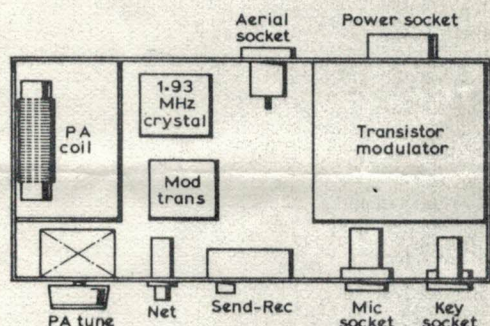 Aerial
socket
Power socket
1·93
MHz
crystal
PA
coil
Transistor
modulator
Mod
trans
PA tune
Net
Send-Rec
Mic
socket
Key
socket